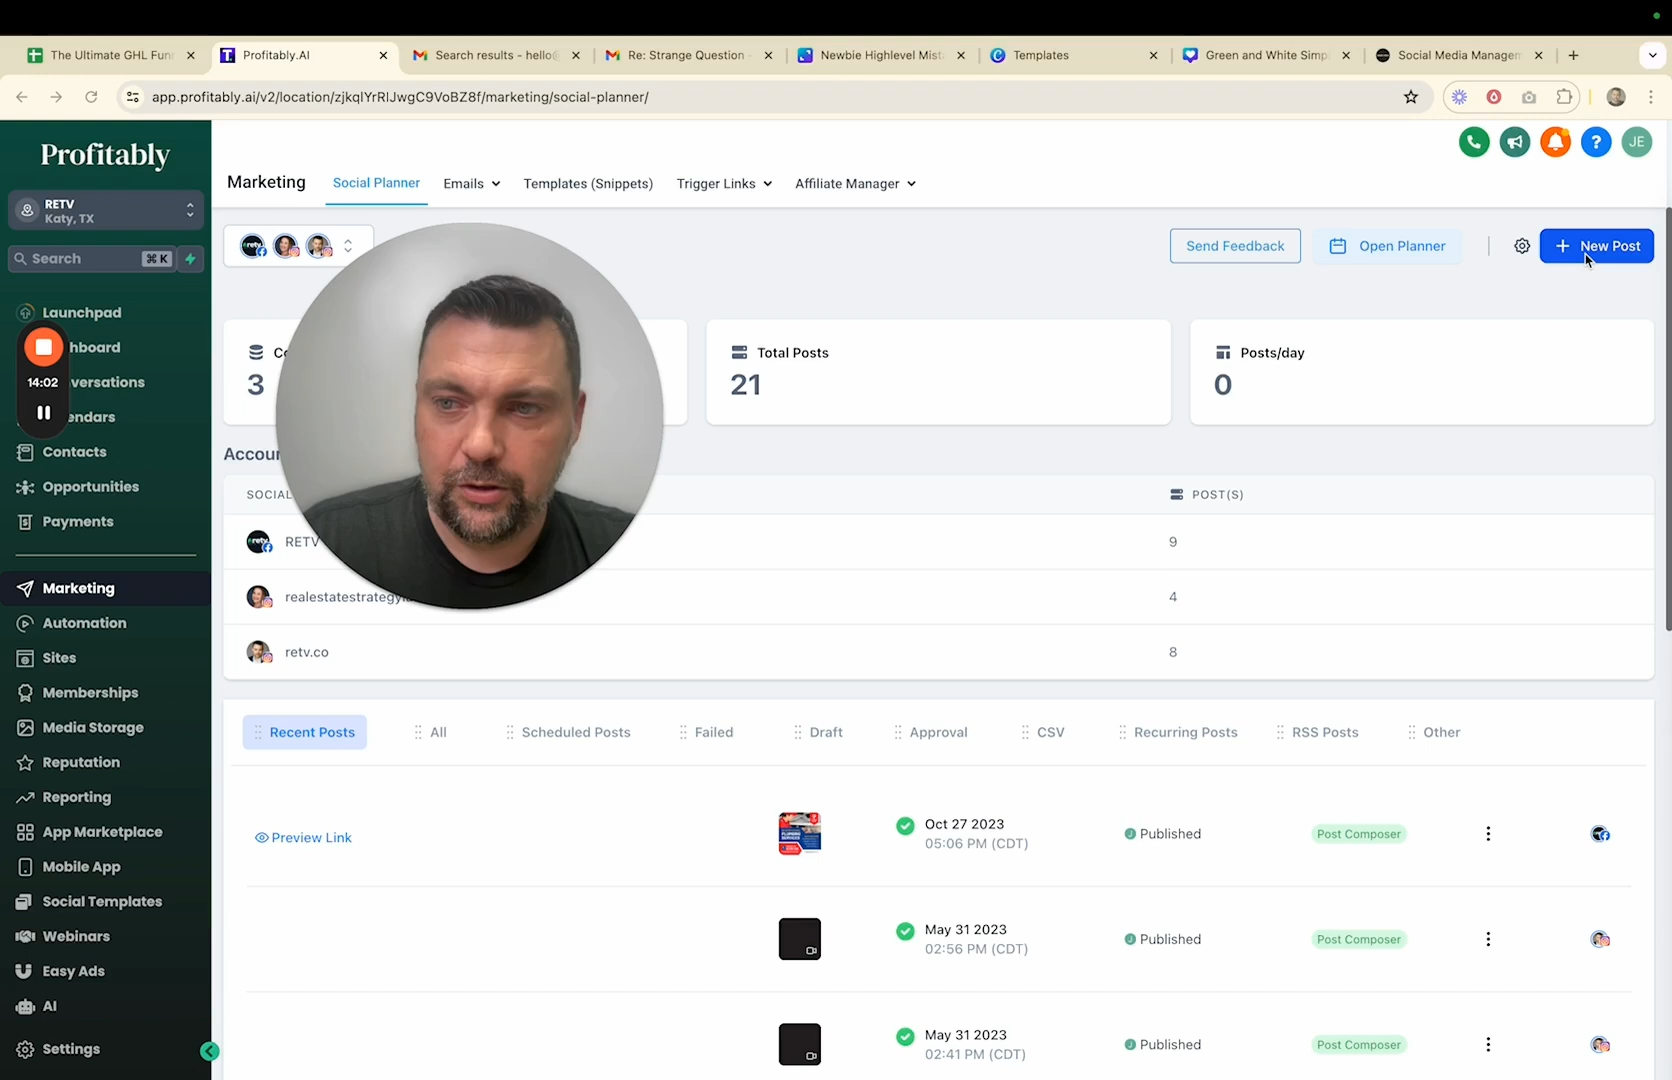 The Ultimate GHL Fun
Profitably.AI
Search results - hello@
Re: Strange Question -
Newbie Highlevel Mist
Templates
Green and White Simp
Social Media Managem
app.profitably.ai/v2/location/zjkqlYrRlJwgC9VoBZ8f/marketing/social-planner/
Profitably
RETV
Katy, TX
Search
⌘ K
Launchpad
hboard
14:02
versations
endars
Contacts
Opportunities
Payments
Marketing
Automation
Sites
Memberships
Media Storage
Reputation
Reporting
App Marketplace
Mobile App
Social Templates
Webinars
Easy Ads
AI
Settings
JE
Marketing
Social Planner
Emails
Templates (Snippets)
Trigger Links
Affiliate Manager
Send Feedback
Open Planner
+ New Post
Co
3
Total Posts
21
Posts/day
0
Accoun
SOCIAL
POST(S)
RETV
9
realestatestrategy
4
retv.co
8
Recent Posts
All
Scheduled Posts
Failed
Draft
Approval
CSV
Recurring Posts
RSS Posts
Other
Preview Link
Oct 27 2023
05:06 PM (CDT)
Published
Post Composer
May 31 2023
02:56 PM (CDT)
Published
Post Composer
May 31 2023
02:41 PM (CDT)
Published
Post Composer